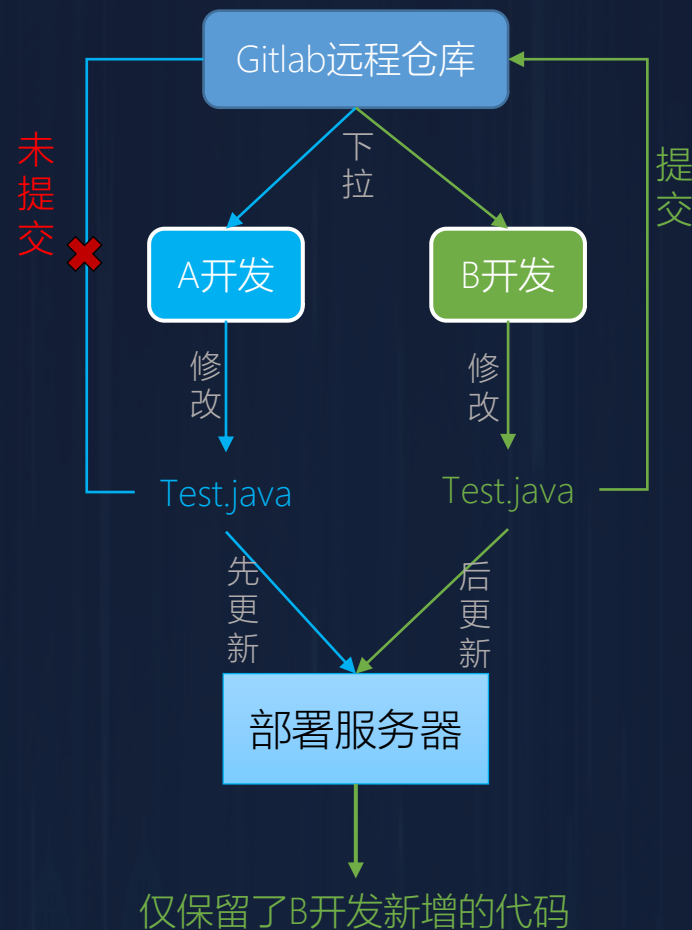 Gitlab远程仓库
未提交
下拉
提交
A开发
B开发
修改
修改
Test.java
Test.java
先更新
后更新
部署服务器
仅保留了B开发新增的代码